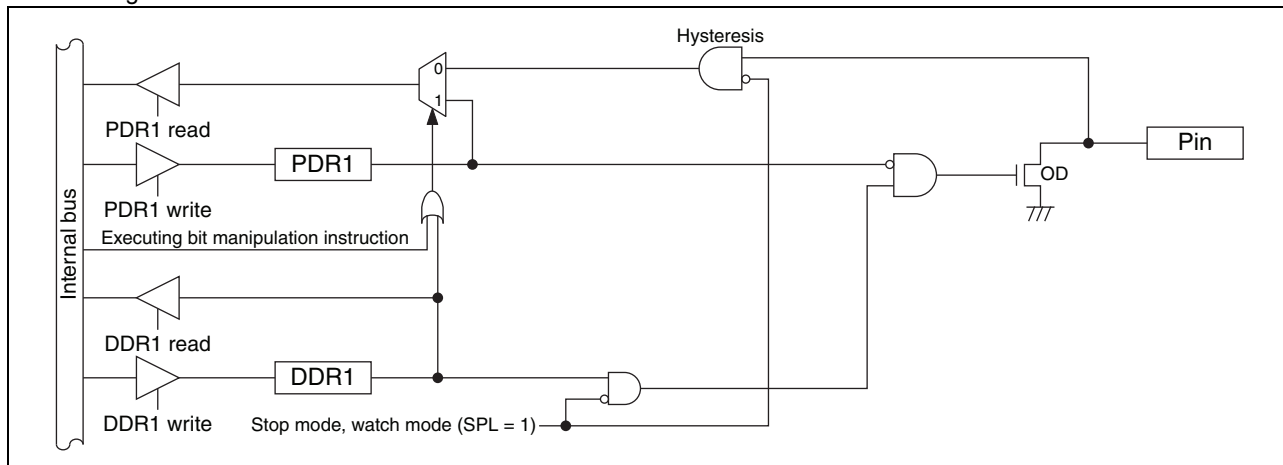 Hysteresis
0
1
PDR1 read
PDR1
Pin
OD
PDR1 write
Executing bit manipulation instruction
Internal bus
DDR1 read
DDR1
DDR1 write
Stop mode, watch mode (SPL = 1)